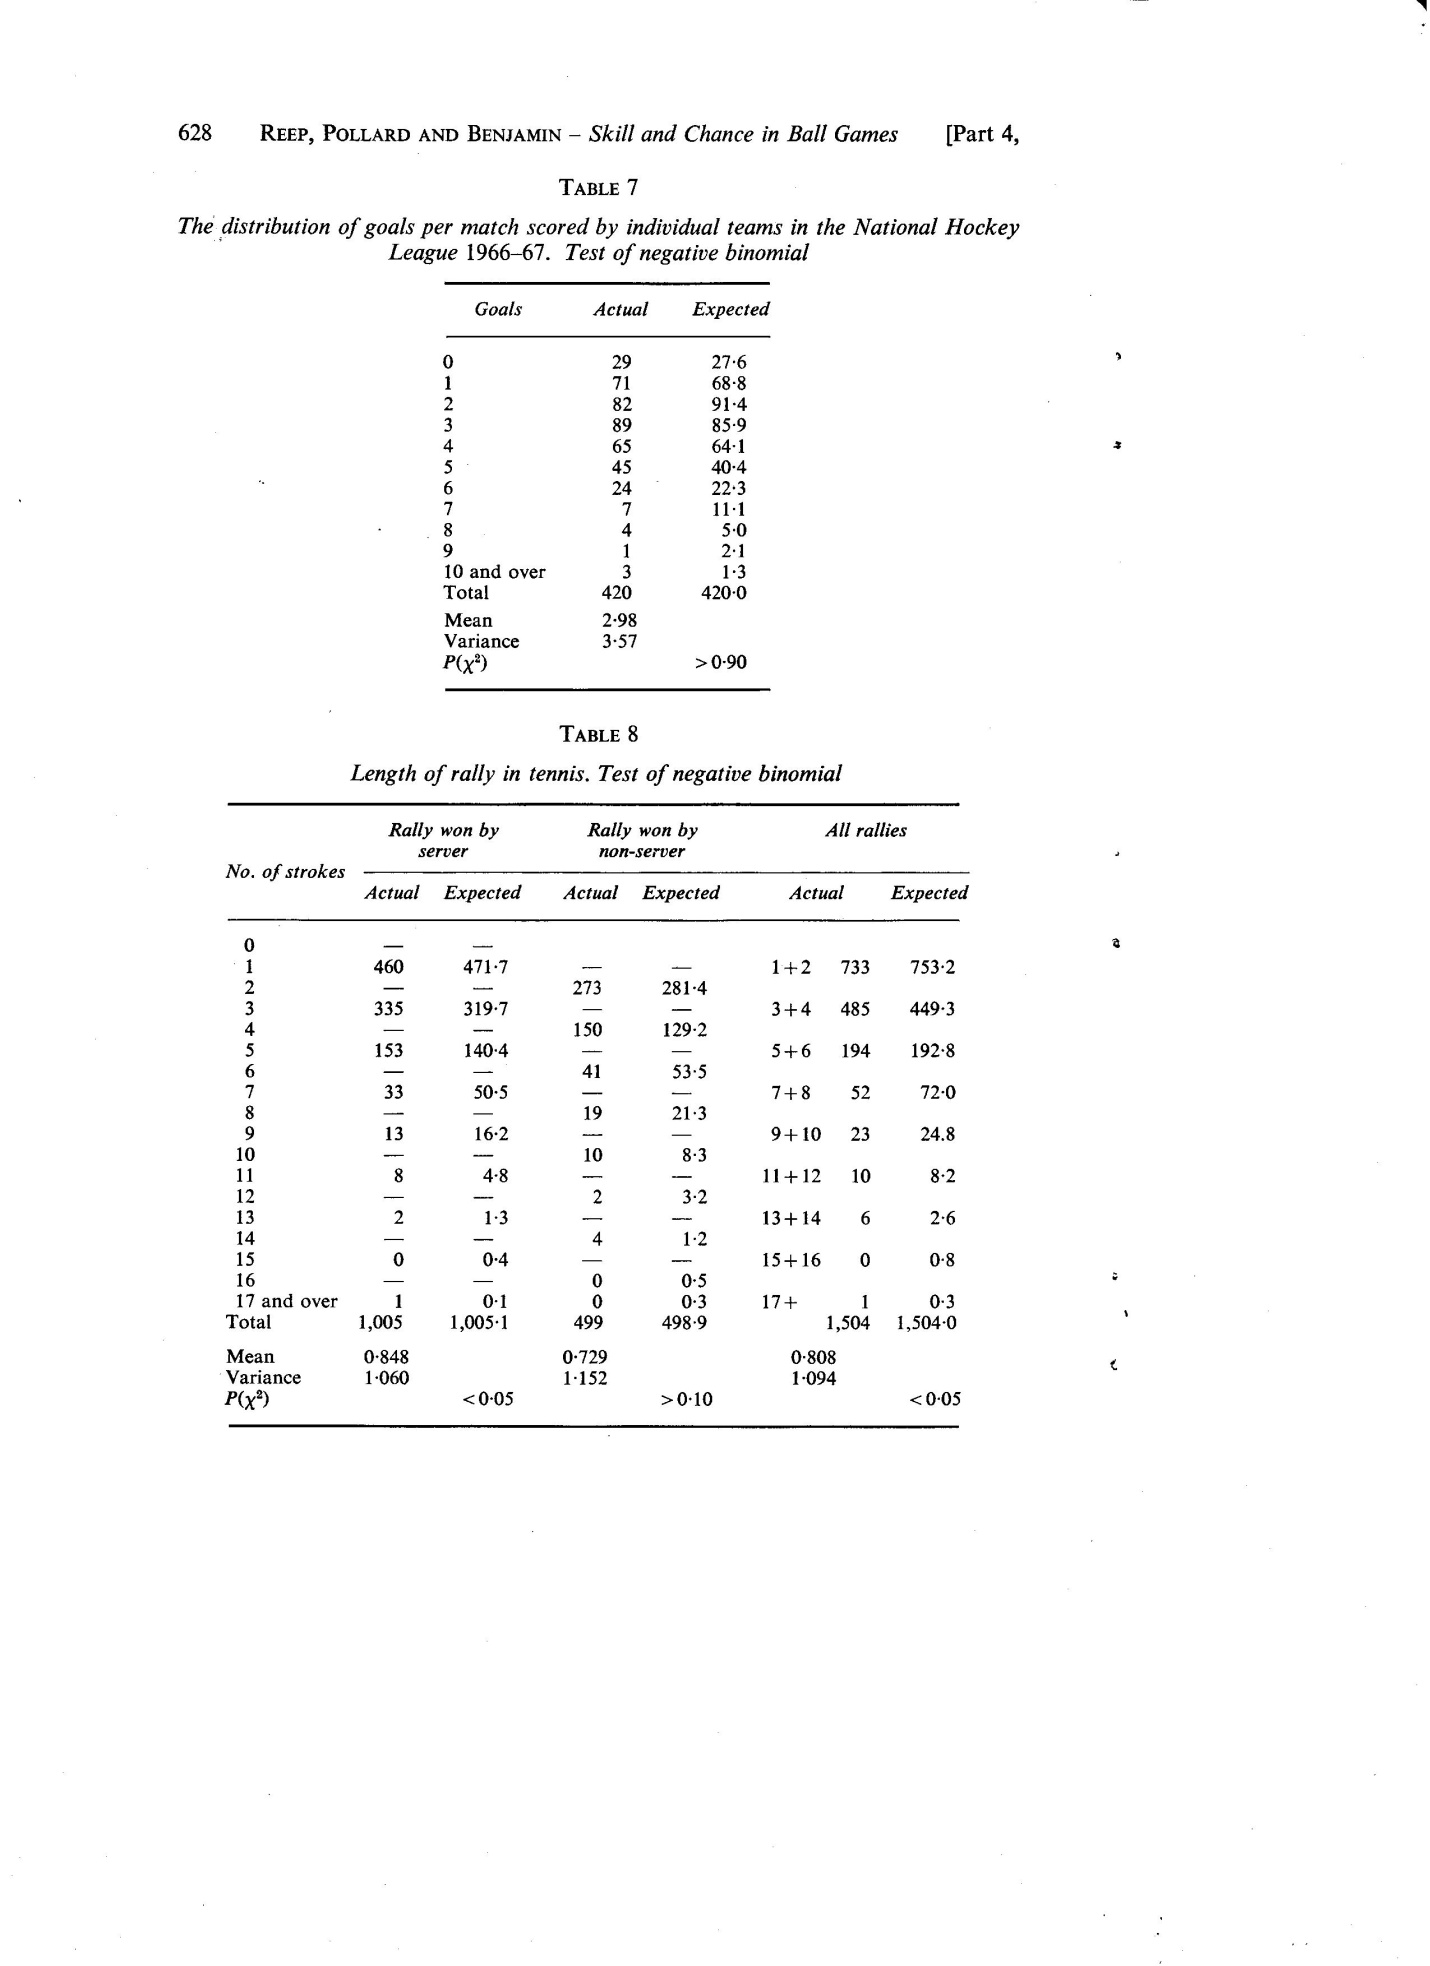 628 REEP, POLLARD AND BENJAMIN – Skill and Chance in Ball Games [Part 4,
TABLE 7
The distribution of goals per match scored by individual teams in the National Hockey
League 1966–67. Test of negative binomial
Goals Actual Expected
0 29 27·6
1 71 68·8
2 82 91·4
3 89 85·9
4 65 64·1
5 45 40·4
6 24 22·3
7 7 11·1
8 4 5·0
9 1 2·1
10 and over 3 1·3
Total 420 420·0
Mean 2·98
Variance 3·57
P(χ²) >0·90
TABLE 8
Length of rally in tennis. Test of negative binomial
Rally won by Rally won by All rallies
server non-server
No. of strokes
Actual Expected Actual Expected Actual Expected
0 — —
1 460 471·7 — — 1+2 733 753·2
2 — — 273 281·4
3 335 319·7 — — 3+4 485 449·3
4 — — 150 129·2
5 153 140·4 — — 5+6 194 192·8
6 — — 41 53·5
7 33 50·5 — — 7+8 52 72·0
8 — — 19 21·3
9 13 16·2 — — 9+10 23 24.8
10 — — 10 8·3
11 8 4·8 — — 11+12 10 8·2
12 — — 2 3·2
13 2 1·3 — — 13+14 6 2·6
14 — — 4 1·2
15 0 0·4 — — 15+16 0 0·8
16 — — 0 0·5
17 and over 1 0·1 0 0·3 17+ 1 0·3
Total 1,005 1,005·1 499 498·9 1,504 1,504·0
Mean 0·848 0·729 0·808
Variance 1·060 1·152 1·094
P(χ²) <0·05 >0·10 <0·05